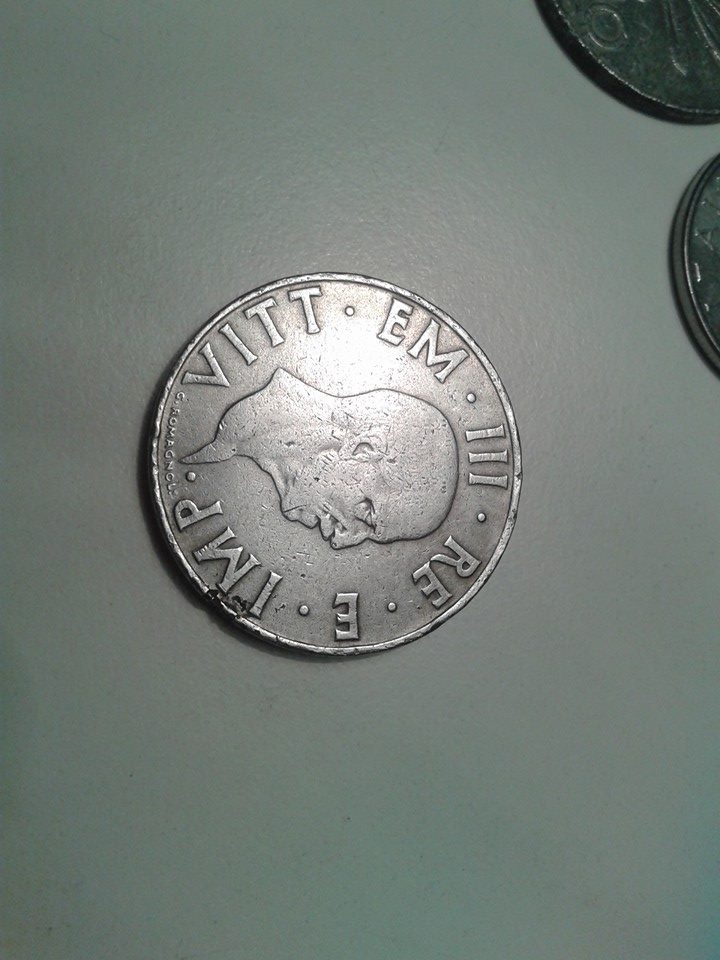 VITT · EM · III · RE · E · IMP ·
G. ROMAGNOLI